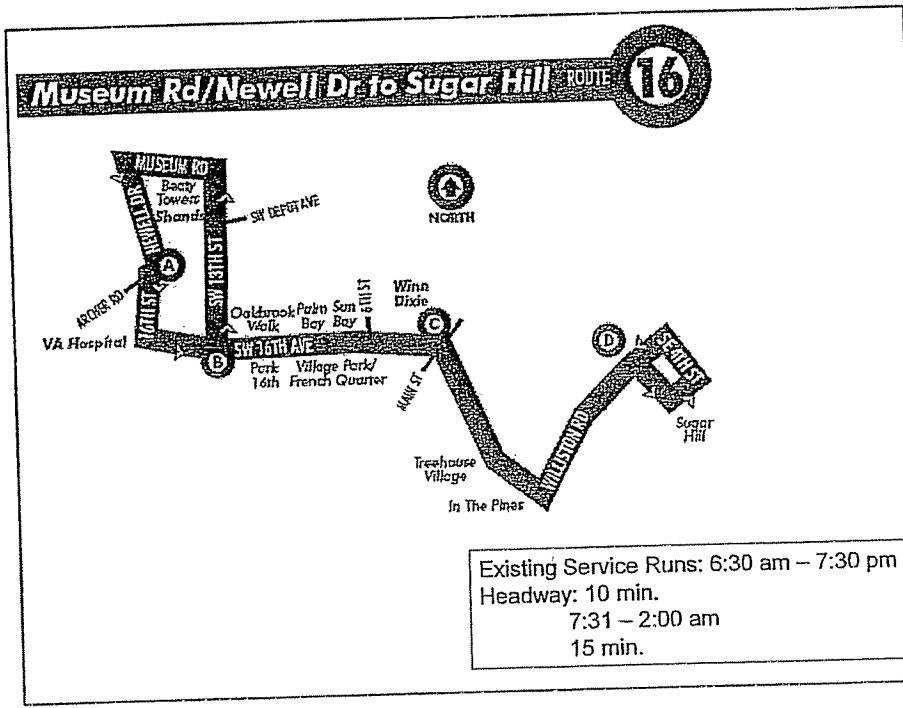 Museum Rd/Newell Dr to Sugar Hill ROUTE 16
MUSEUM RD
Beaty
Towers
Shands
NEWELL DR
SW 13TH ST
SW DEPOT AVE
NORTH
A
ARCHER RD
16TH ST
VA Hospital
B
Oakbrook
Walk
Palm
Bay
Sun
Bay
6TH ST
Winn
Dixie
C
SW 16TH AVE
Park
16th
Village Park/
French Quarter
MAIN ST
D
SE 4TH ST
Sugar
Hill
WILLISTON RD
Treehouse
Village
In The Pines
Existing Service Runs: 6:30 am – 7:30 pm
Headway: 10 min.
7:31 – 2:00 am
15 min.